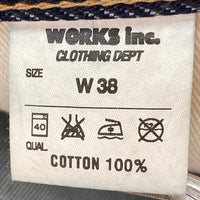 WORKS inc.
CLOTHING DEPT
SIZE
W 38
40
QUAL
COTTON 100%